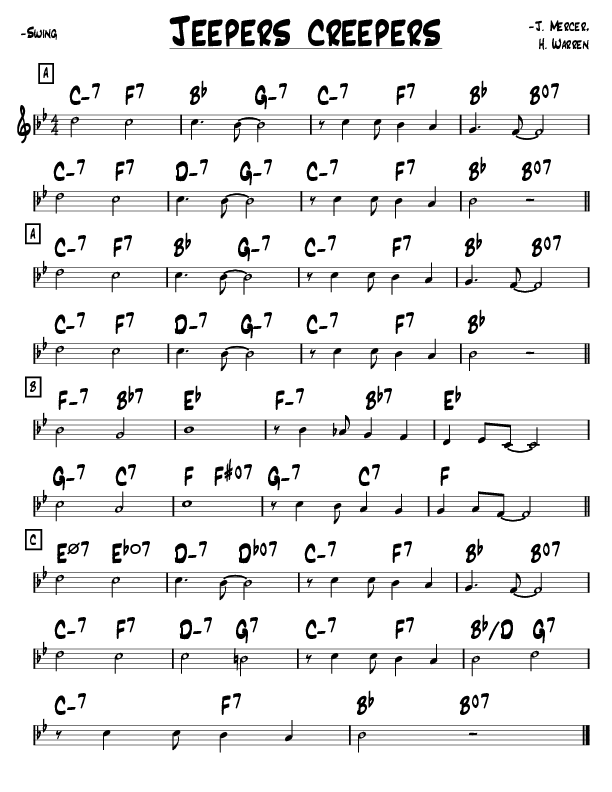 -Swing
Jeepers creepers
-J. Mercer,
H. Warren
A
C-7 F7 B♭ G-7 C-7 F7 B♭ B07
4
4
C-7 F7 D-7 G-7 C-7 F7 B♭ B07
A
C-7 F7 B♭ G-7 C-7 F7 B♭ B07
C-7 F7 D-7 G-7 C-7 F7 B♭
B
F-7 B♭7 E♭ F-7 B♭7 E♭
G-7 C7 F F#07 G-7 C7 F
C
EØ7 E♭07 D-7 D♭07 C-7 F7 B♭ B07
C-7 F7 D-7 G7 C-7 F7 B♭/D G7
C-7 F7 B♭ B07